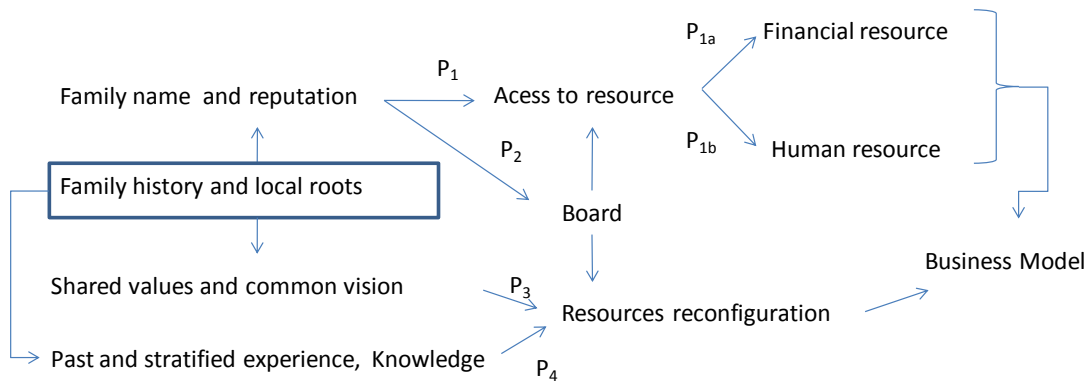 P1a
Financial resource
P1
Family name and reputation
Acess to resource
P2
P1b
Human resource
Family history and local roots
Board
Business Model
Shared values and common vision
P3
Resources reconfiguration
Past and stratified experience, Knowledge
P4